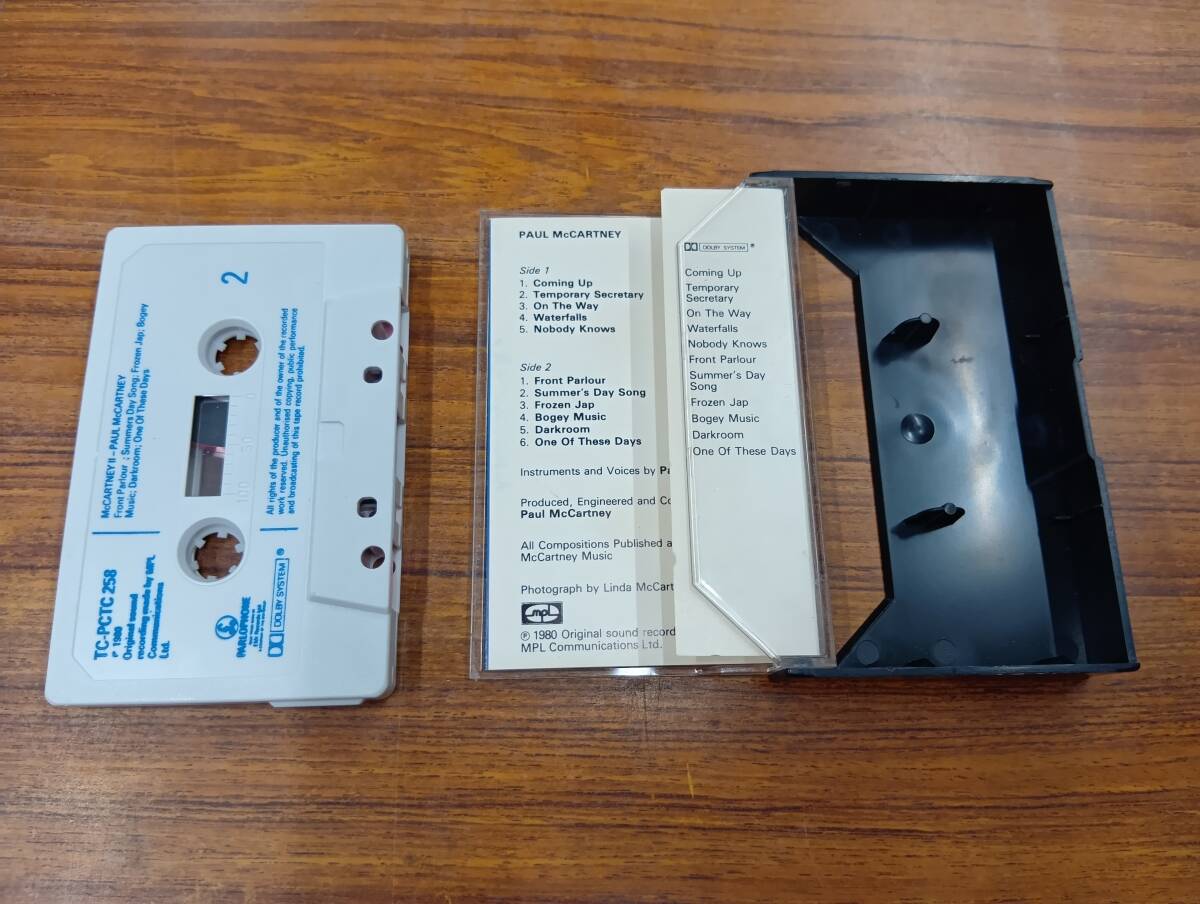 2
McCARTNEY II – PAUL McCARTNEY
Front Parlour ; Summers Day Song; Frozen Jap; Bogey
Music; Darkroom; One Of These Days
100 50 0
All rights of the producer and of the owner of the recorded
work reserved. Unauthorised copying, public performance
and broadcasting of this tape record prohibited.
TC-PCTC 258
P 1980
Original sound
recording made by MPL
Communications
Ltd.
PARLOPHONE
DOLBY SYSTEM ®
PAUL McCARTNEY
Side 1
1. Coming Up
2. Temporary Secretary
3. On The Way
4. Waterfalls
5. Nobody Knows
Side 2
1. Front Parlour
2. Summer's Day Song
3. Frozen Jap
4. Bogey Music
5. Darkroom
6. One Of These Days
Instruments and Voices by Pa
Produced, Engineered and Co
Paul McCartney
All Compositions Published
McCartney Music
Photograph by Linda McCart
mpl
℗ 1980 Original sound record
MPL Communications Ltd.
DOLBY SYSTEM ®
Coming Up
Temporary
Secretary
On The Way
Waterfalls
Nobody Knows
Front Parlour
Summer's Day
Song
Frozen Jap
Bogey Music
Darkroom
One Of These Days